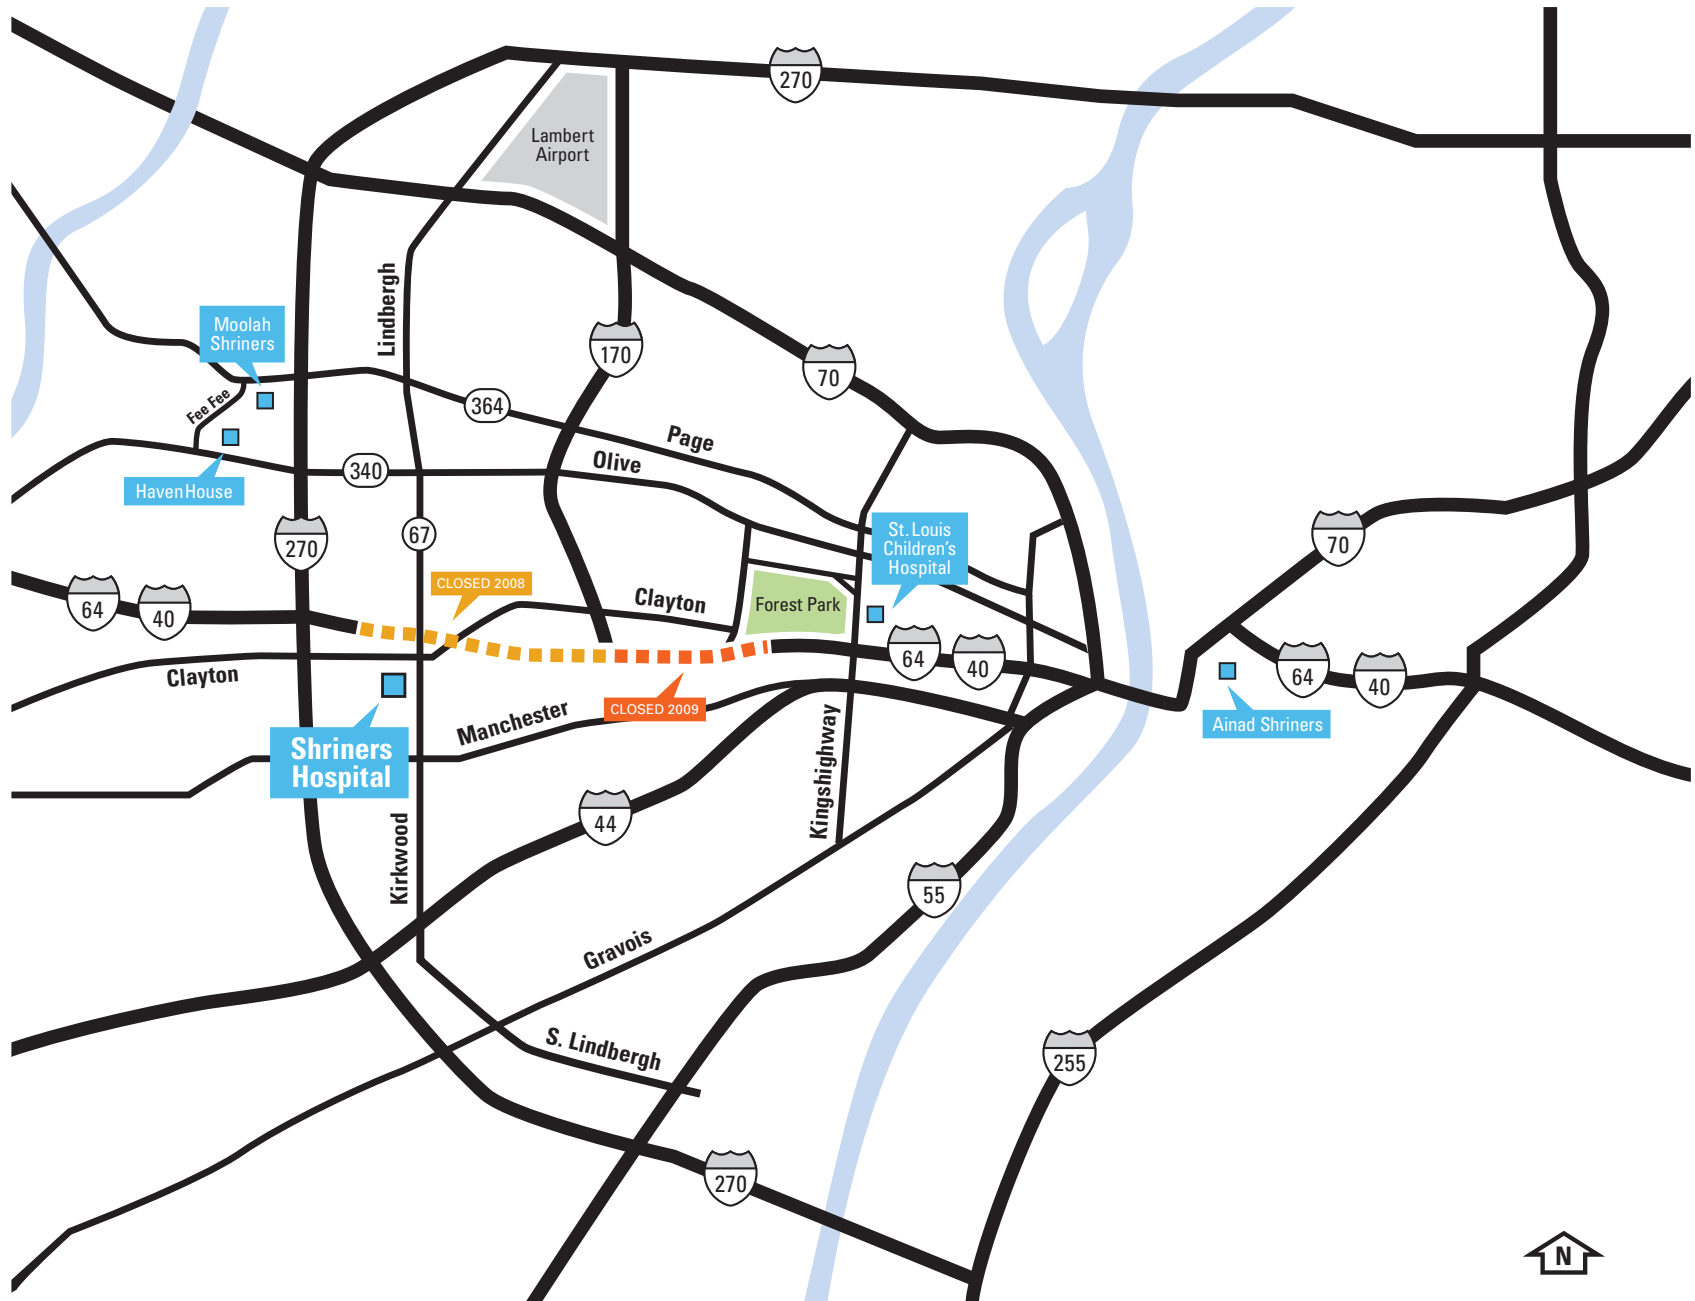 270
Lambert
Airport
Lindbergh
Moolah
Shriners
170
70
Fee Fee
364
Page
Olive
340
HavenHouse
270
67
St. Louis
Children's
Hospital
70
CLOSED 2008
64
40
Clayton
Forest Park
64
40
Clayton
64
40
CLOSED 2009
Manchester
Ainad Shriners
Shriners
Hospital
Kingshighway
44
Kirkwood
55
Gravois
S. Lindbergh
255
270
N